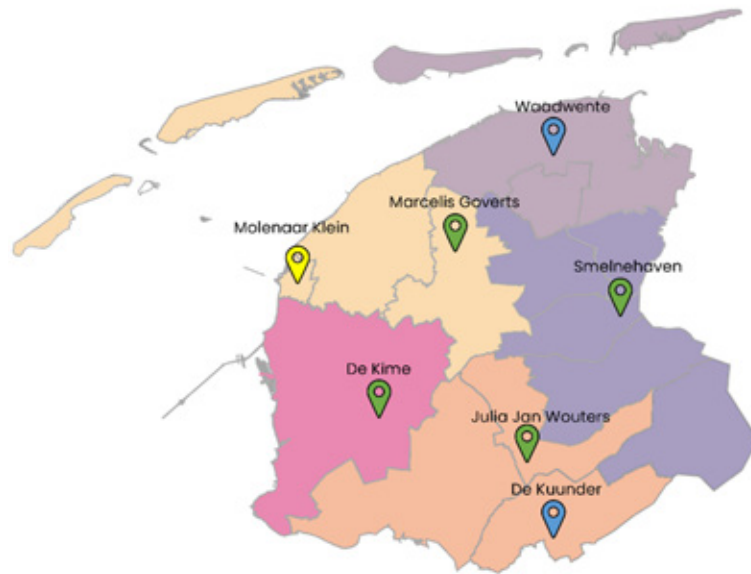 Waadwente
Marcelis Goverts
Molenaar Klein
Smelnehaven
De Kime
Julia Jan Wouters
De Kuunder